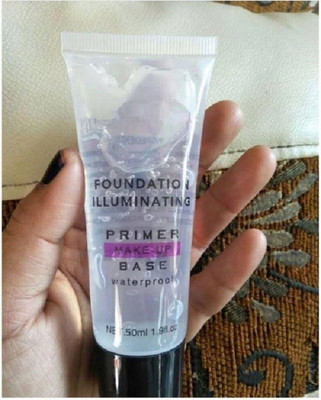 FOUNDATION
ILLUMINATING
PRIMER
MAKE-UP
BASE
waterproof
NET.50ml 1.9fl.oz